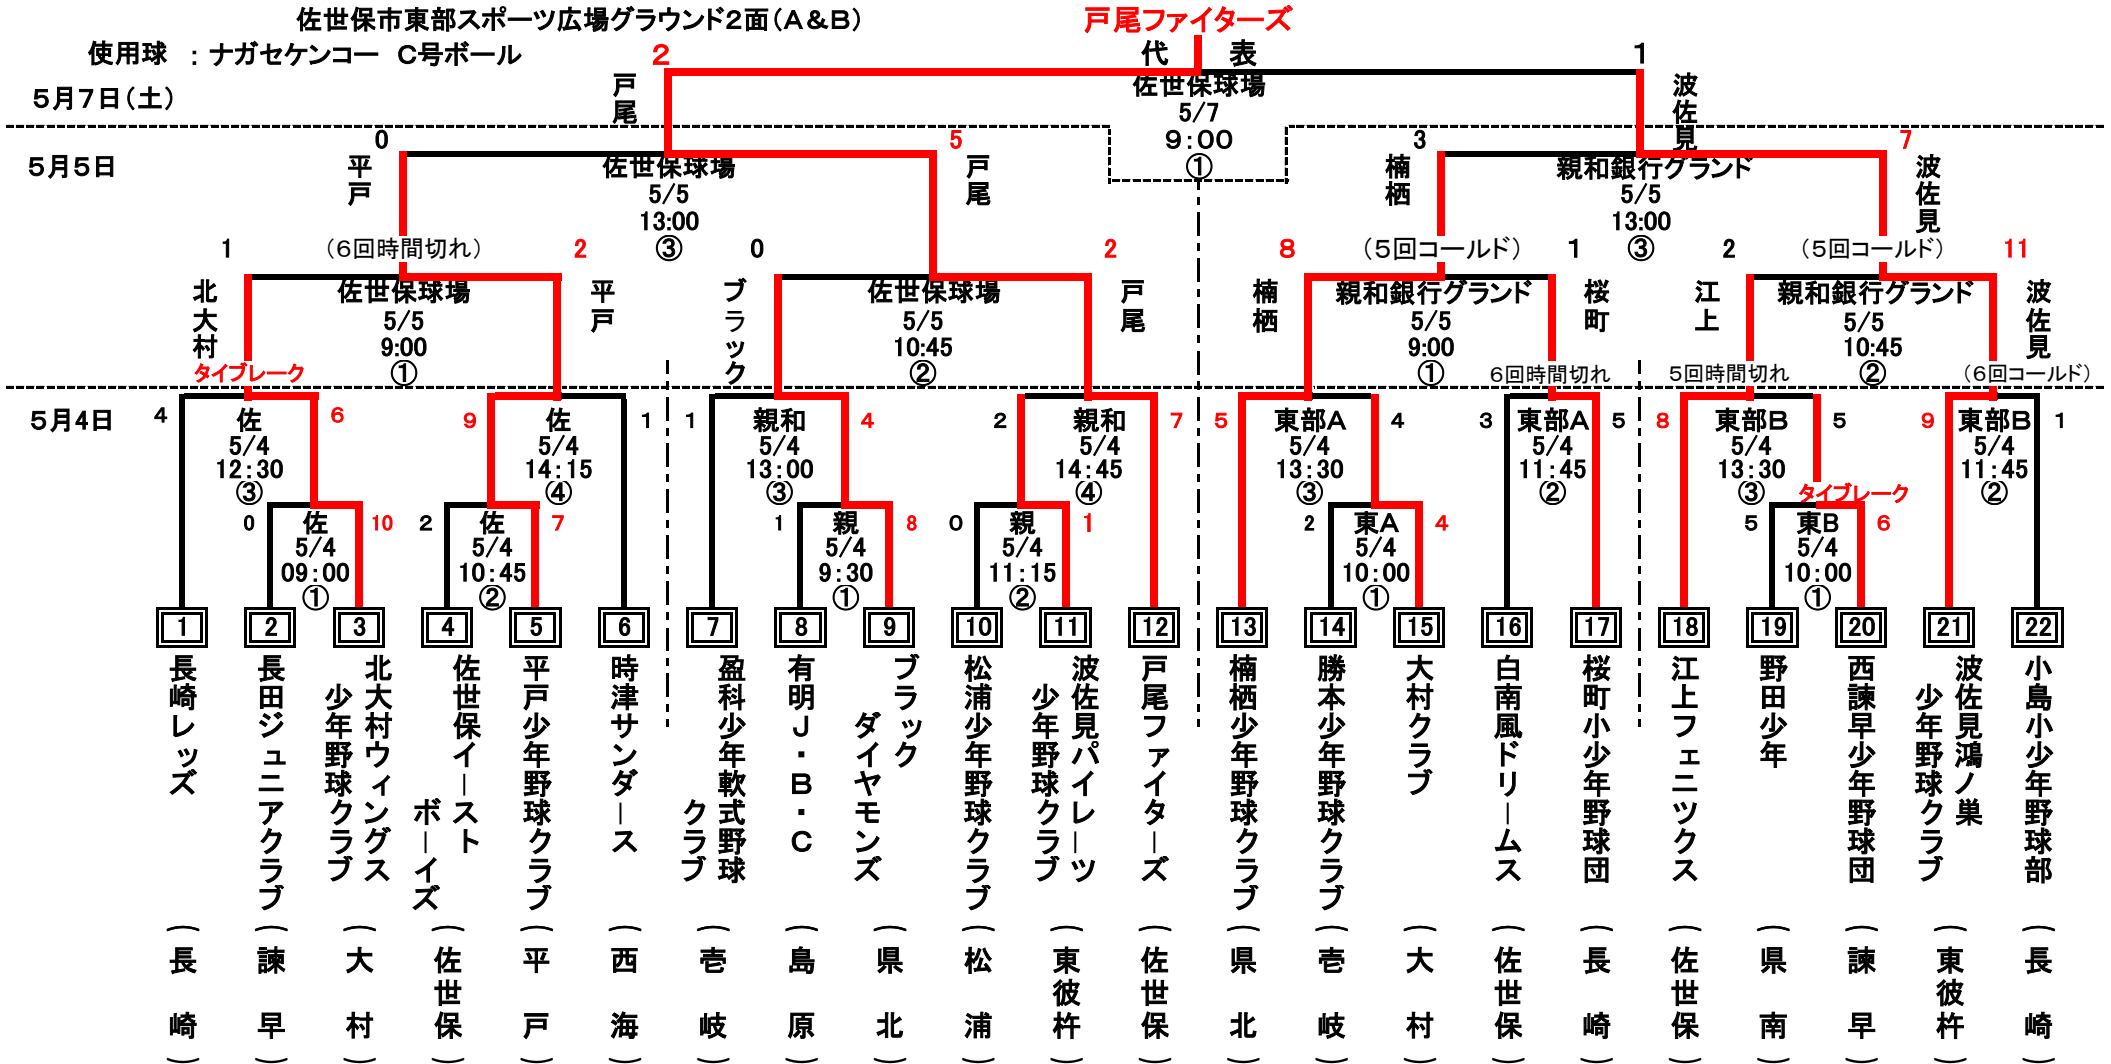 佐世保市東部スポーツ広場グラウンド2面(A&B)
戸尾ファイターズ
使用球 : ナガセケンコー C号ボール
2
代 表
1
戸尾
佐世保球場
波佐見
5月7日(土)
5/7
9:00
①
0
5
3
7
5月5日
平戸
佐世保球場
戸尾
楠栖
親和銀行グランド
波佐見
5/5
5/5
13:00
13:00
③
③
1
(6回時間切れ)
2
0
2
8
(5回コールド)
1
2
(5回コールド)
11
北大村
佐世保球場
平戸
ブラック
佐世保球場
戸尾
楠栖
親和銀行グランド
桜町
江上
親和銀行グランド
波佐見
5/5
5/5
5/5
5/5
9:00
10:45
9:00
10:45
①
②
①
②
タイブレーク
6回時間切れ
5回時間切れ
(6回コールド)
5月4日
4
佐
6
9
佐
1
1
親和
4
2
親和
7
5
東部A
4
3
東部A
5
8
東部B
5
9
東部B
1
5/4
5/4
5/4
5/4
5/4
5/4
5/4
5/4
12:30
14:15
13:00
14:45
13:30
11:45
13:30
11:45
③
④
③
④
③
②
③
②
タイブレーク
0
佐
10
2
佐
7
1
親
8
0
親
1
2
東A
4
5
東B
6
5/4
5/4
5/4
5/4
5/4
5/4
09:00
10:45
9:30
11:15
10:00
10:00
①
②
①
②
①
①
1
2
3
4
5
6
7
8
9
10
11
12
13
14
15
16
17
18
19
20
21
22
長崎レッズ
長田ジュニアクラブ
北大村ウィングス
少年野球クラブ
佐世保イースト
ボーイズ
平戸少年野球クラブ
時津サンダース
盈科少年軟式野球
クラブ
有明J・B・C
ブラック
ダイヤモンズ
松浦少年野球クラブ
波佐見パイレーツ
少年野球クラブ
戸尾ファイターズ
楠栖少年野球クラブ
勝本少年野球クラブ
大村クラブ
白南風ドリームス
桜町小少年野球団
江上フェニツクス
野田少年
西諫早少年野球団
波佐見鴻ノ巣
少年野球クラブ
小島小少年野球部
(長崎)
(諫早)
(大村)
(佐世保)
(平戸)
(西海)
(壱岐)
(島原)
(県北)
(松浦)
(東彼杵)
(佐世保)
(県北)
(壱岐)
(大村)
(佐世保)
(長崎)
(佐世保)
(県南)
(諫早)
(東彼杵)
(長崎)